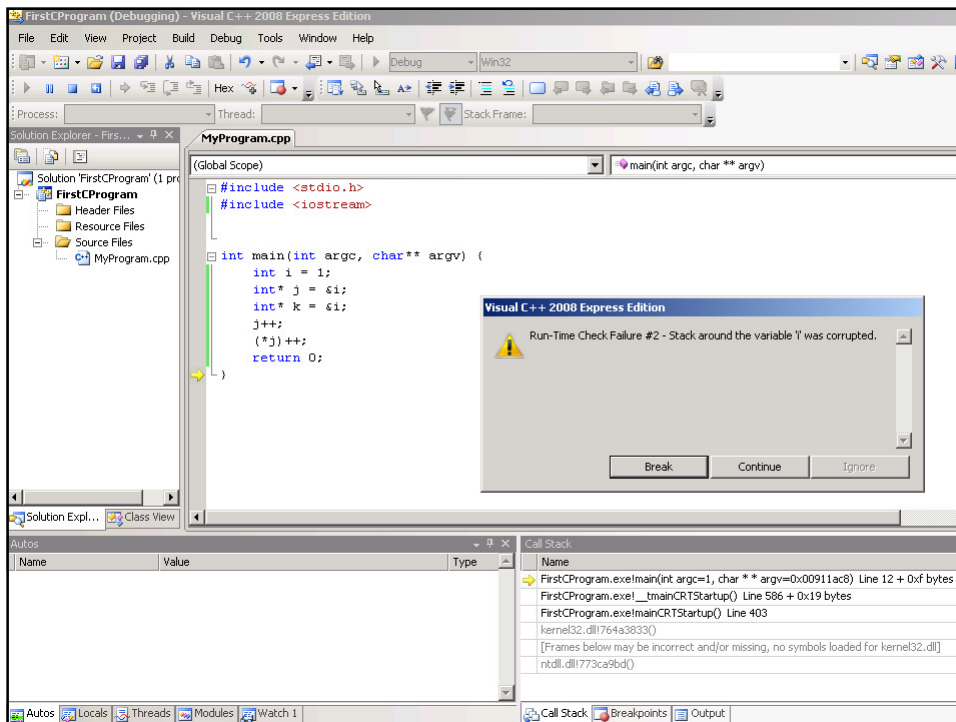 FirstCProgram (Debugging) - Visual C++ 2008 Express Edition
File Edit View Project Build Debug Tools Window Help
Debug Win32
Hex
Process: Thread: Stack Frame:
Solution Explorer - Firs...
MyProgram.cpp
(Global Scope) main(int argc, char ** argv)
Solution 'FirstCProgram' (1 pro
FirstCProgram
Header Files
Resource Files
Source Files
MyProgram.cpp
#include <stdio.h>
#include <iostream>
int main(int argc, char** argv) {
int i = 1;
int* j = &i;
int* k = &i;
j++;
(*j)++;
return 0;
}
Visual C++ 2008 Express Edition
Run-Time Check Failure #2 - Stack around the variable 'i' was corrupted.
Break Continue Ignore
Solution Expl... Class View
Autos
Name Value Type
Call Stack
Name
FirstCProgram.exe!main(int argc=1, char * * argv=0x00911ac8) Line 12 + 0xf bytes
FirstCProgram.exe!__tmainCRTStartup() Line 586 + 0x19 bytes
FirstCProgram.exe!mainCRTStartup() Line 403
kernel32.dll!764a3833()
[Frames below may be incorrect and/or missing, no symbols loaded for kernel32.dll]
ntdll.dll!773ca9bd()
Autos Locals Threads Modules Watch 1
Call Stack Breakpoints Output